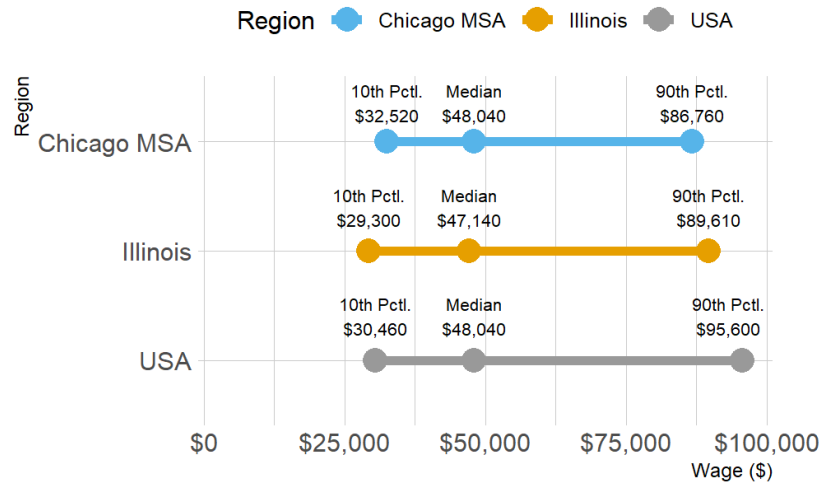 Region Chicago MSA Illinois USA
Region
10th Pctl. Median 90th Pctl.
$32,520 $48,040 $86,760
Chicago MSA
10th Pctl. Median 90th Pctl.
$29,300 $47,140 $89,610
Illinois
10th Pctl. Median 90th Pctl.
$30,460 $48,040 $95,600
USA
$0 $25,000 $50,000 $75,000 $100,000
Wage ($)